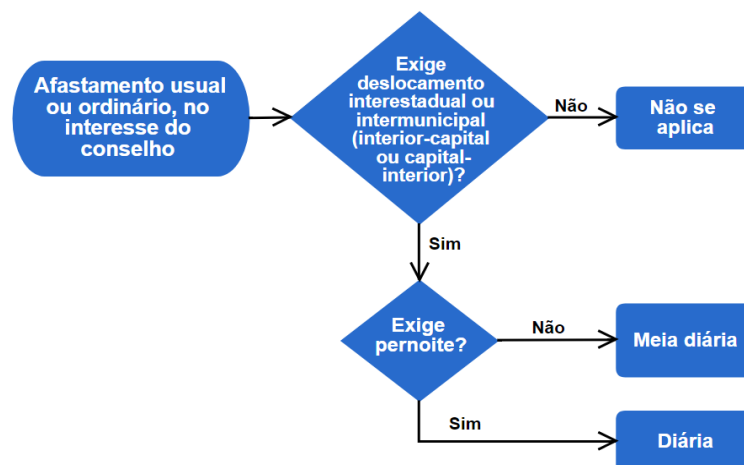 Afastamento usual
ou ordinário, no
interesse do
conselho
Exige
deslocamento
interestadual ou
intermunicipal
(interior-capital
ou capital-
interior)?
Não
Não se
aplica
Sim
Exige
pernoite?
Não
Meia diária
Sim
Diária